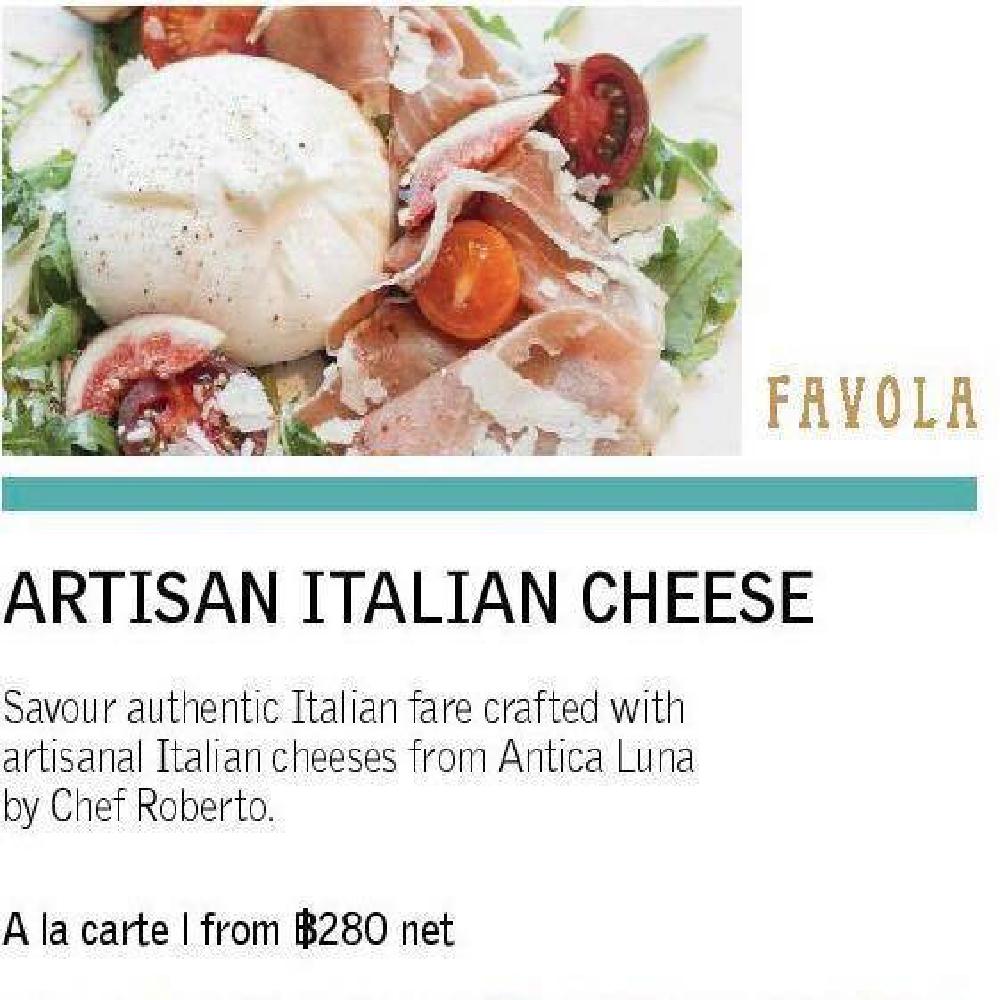 FAVOLA
ARTISAN ITALIAN CHEESE
Savour authentic Italian fare crafted with
artisanal Italian cheeses from Antica Luna
by Chef Roberto.
A la carte | from ฿280 net